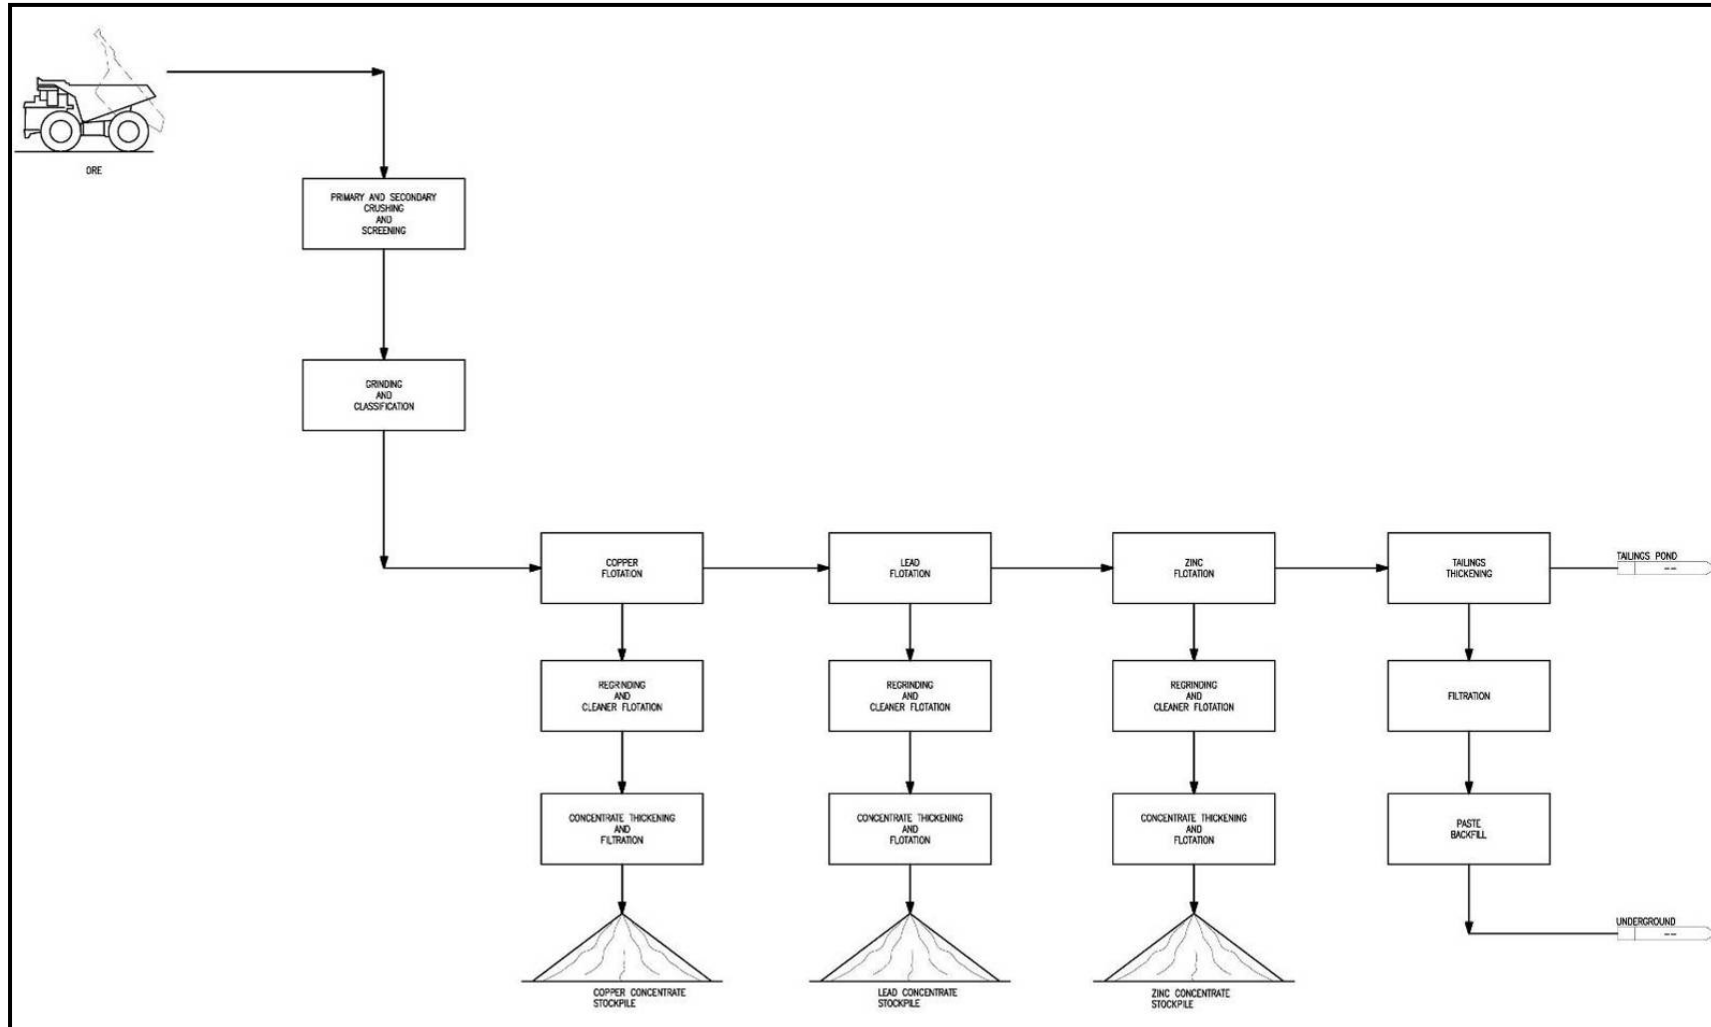 ORE
PRIMARY AND SECONDARY
CRUSHING
AND
SCREENING
GRINDING
AND
CLASSIFICATION
COPPER
FLOTATION
LEAD
FLOTATION
ZINC
FLOTATION
TAILINGS
THICKENING
TAILINGS POND
--
REGRINDING
AND
CLEANER FLOTATION
REGRINDING
AND
CLEANER FLOTATION
REGRINDING
AND
CLEANER FLOTATION
FILTRATION
CONCENTRATE THICKENING
AND
FILTRATION
CONCENTRATE THICKENING
AND
FLOTATION
CONCENTRATE THICKENING
AND
FLOTATION
PASTE
BACKFILL
UNDERGROUND
--
COPPER CONCENTRATE
STOCKPILE
LEAD CONCENTRATE
STOCKPILE
ZINC CONCENTRATE
STOCKPILE